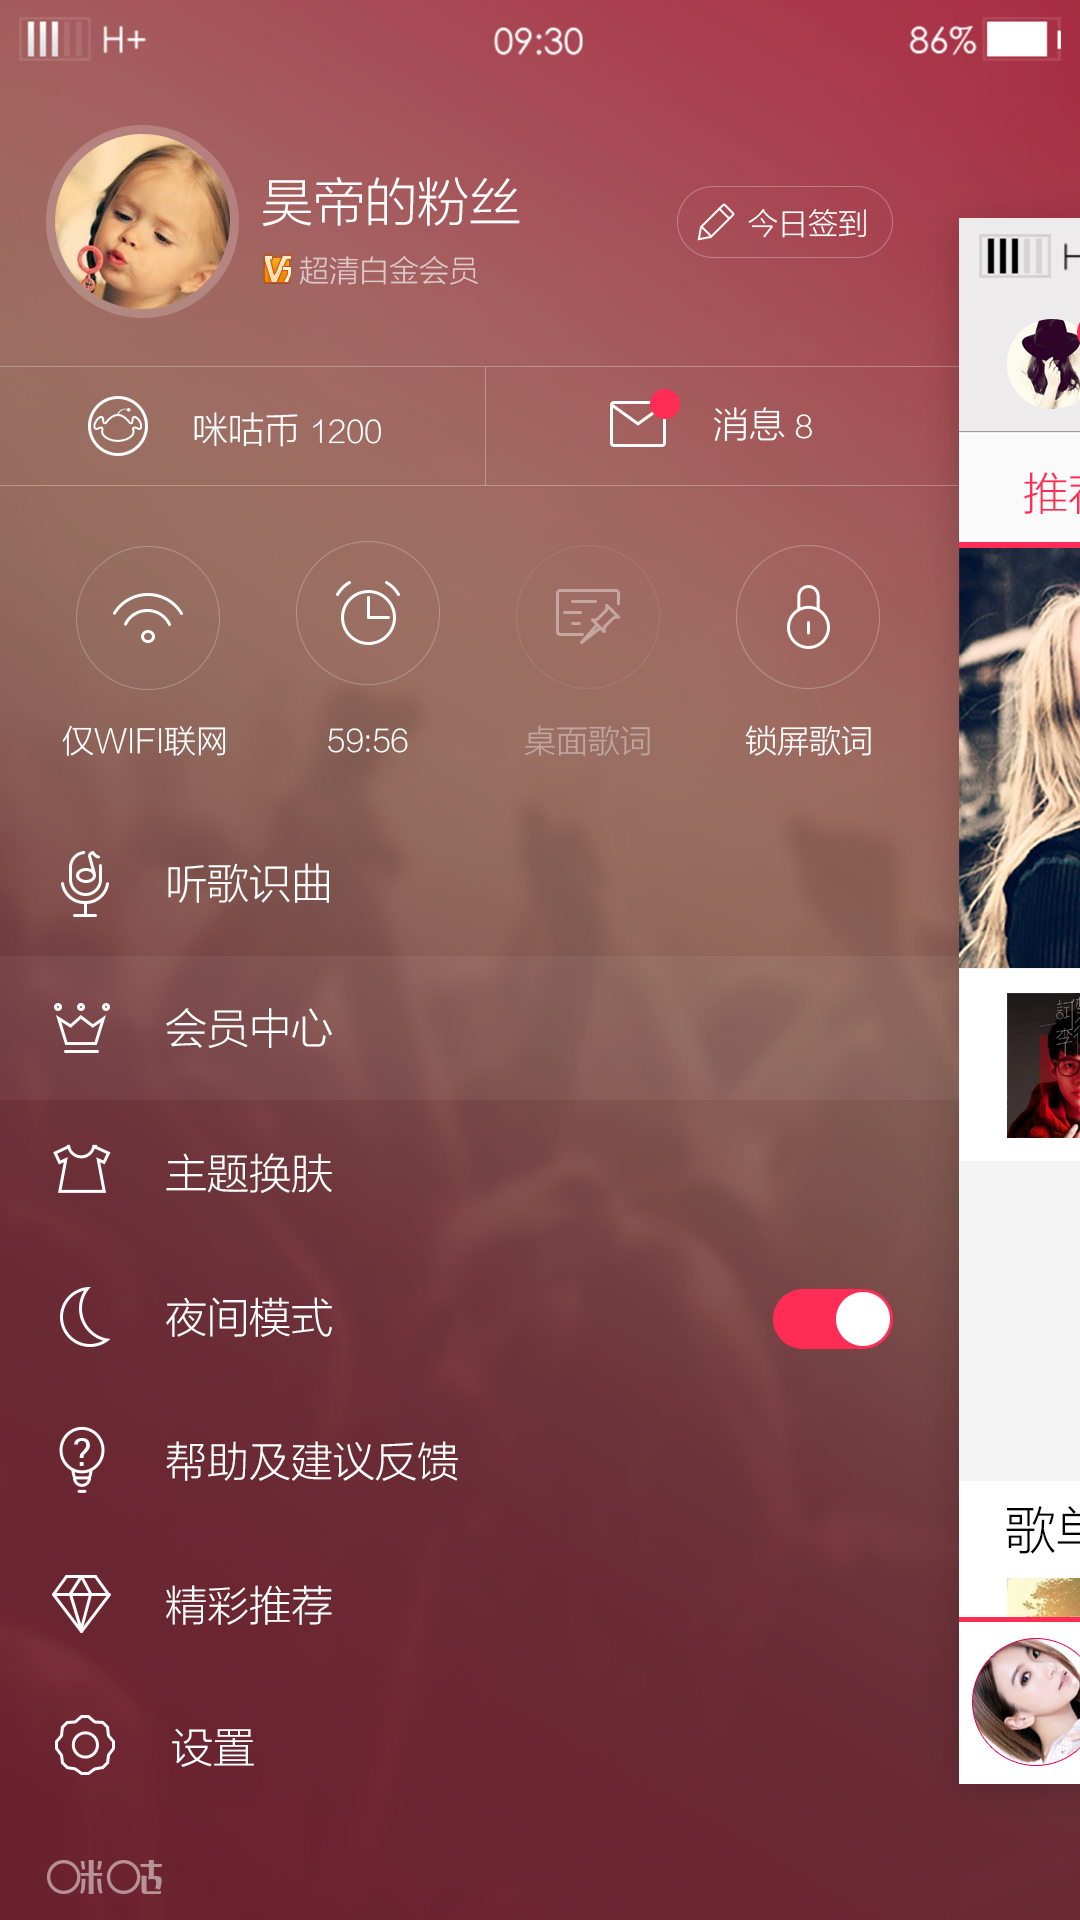 H+
09:30
86%
昊帝的粉丝
今日签到
超清白金会员
咪咕币 1200
消息 8
仅WIFI联网
59:56
桌面歌词
锁屏歌词
听歌识曲
会员中心
主题换肤
夜间模式
帮助及建议反馈
精彩推荐
设置
咪咕
推
歌单